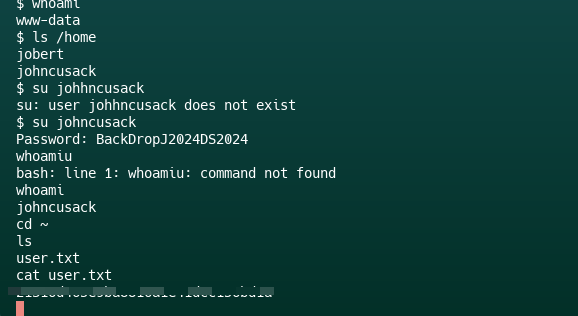 $ whoami
www-data
$ ls /home
jobert
johncusack
$ su johhncusack
su: user johhncusack does not exist
$ su johncusack
Password: BackDropJ2024DS2024
whoamiu
bash: line 1: whoamiu: command not found
whoami
johncusack
cd ~
ls
user.txt
cat user.txt